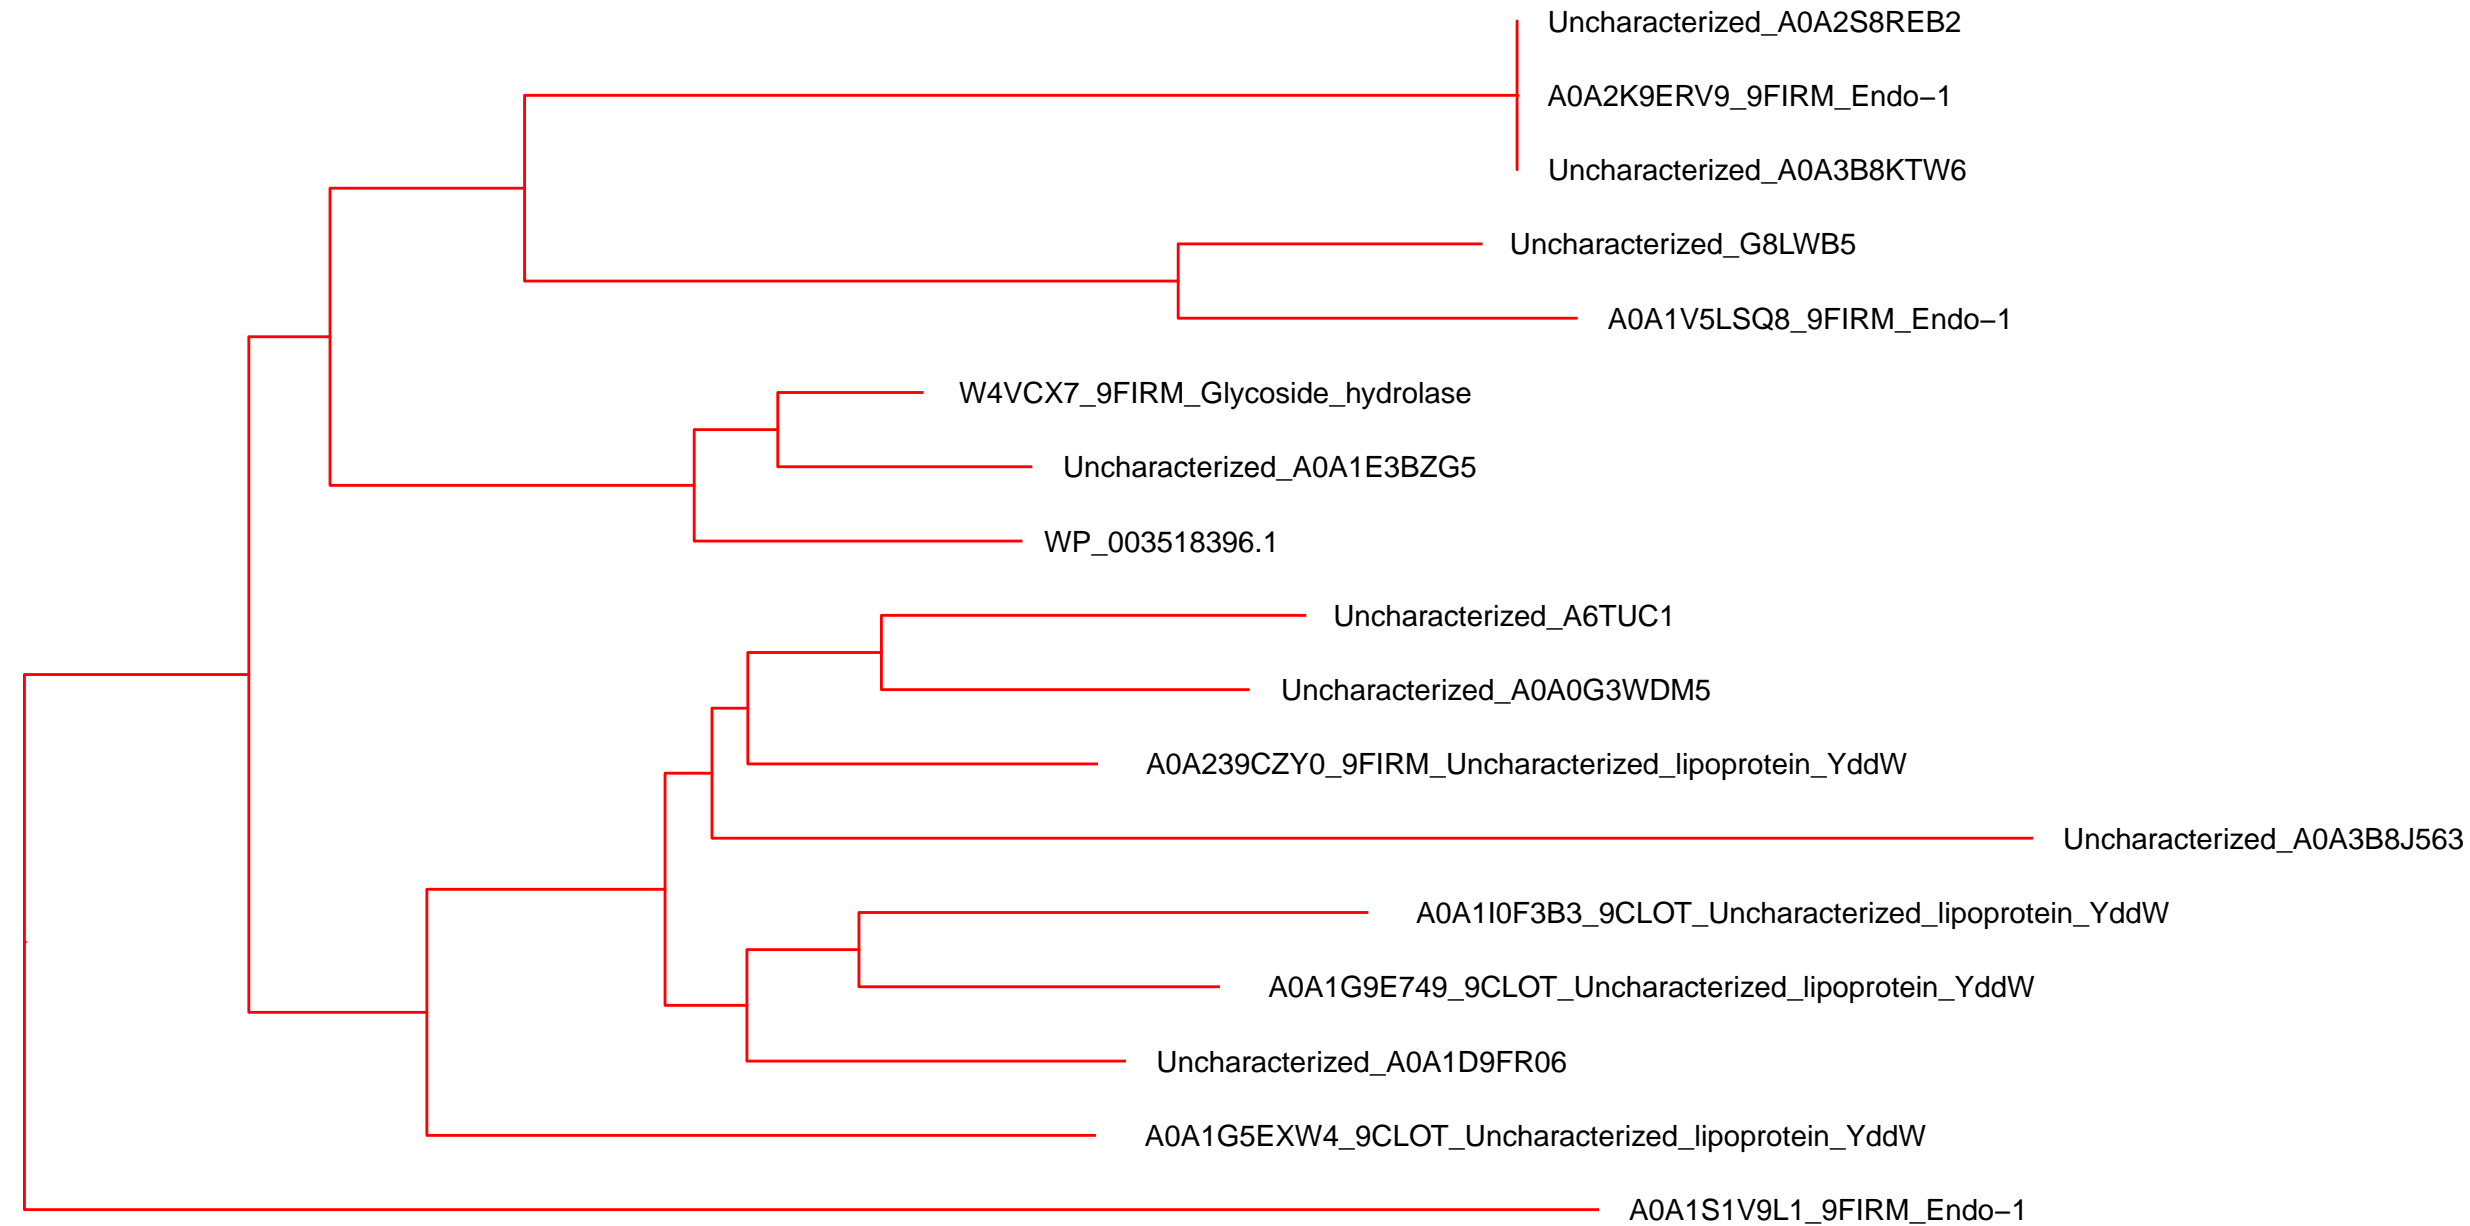 Uncharacterized_A0A2S8REB2
A0A2K9ERV9_9FIRM_Endo−1
Uncharacterized_A0A3B8KTW6
Uncharacterized_G8LWB5
A0A1V5LSQ8_9FIRM_Endo−1
W4VCX7_9FIRM_Glycoside_hydrolase
Uncharacterized_A0A1E3BZG5
WP_003518396.1
Uncharacterized_A6TUC1
Uncharacterized_A0A0G3WDM5
A0A239CZY0_9FIRM_Uncharacterized_lipoprotein_YddW
Uncharacterized_A0A3B8J563
A0A1I0F3B3_9CLOT_Uncharacterized_lipoprotein_YddW
A0A1G9E749_9CLOT_Uncharacterized_lipoprotein_YddW
Uncharacterized_A0A1D9FR06
A0A1G5EXW4_9CLOT_Uncharacterized_lipoprotein_YddW
A0A1S1V9L1_9FIRM_Endo−1